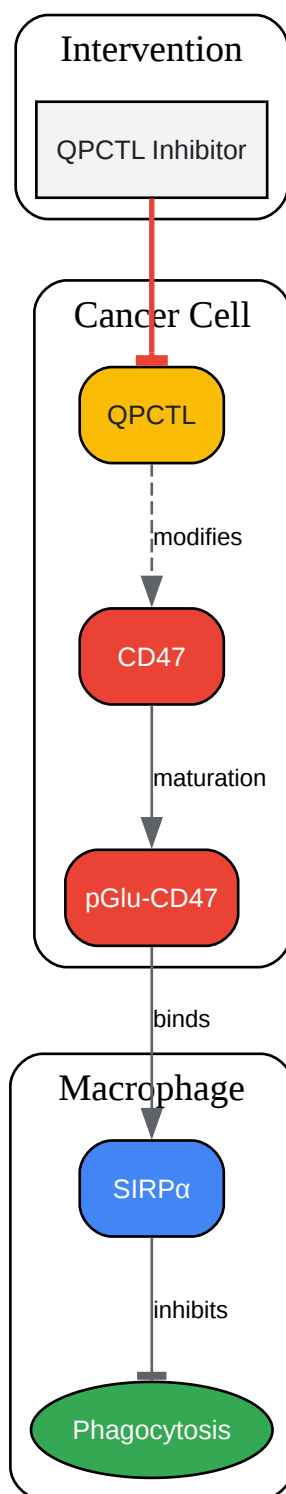 Intervention
QPCTL Inhibitor
Cancer Cell
QPCTL
modifies
CD47
maturation
pGlu-CD47
binds
Macrophage
SIRPα
inhibits
Phagocytosis